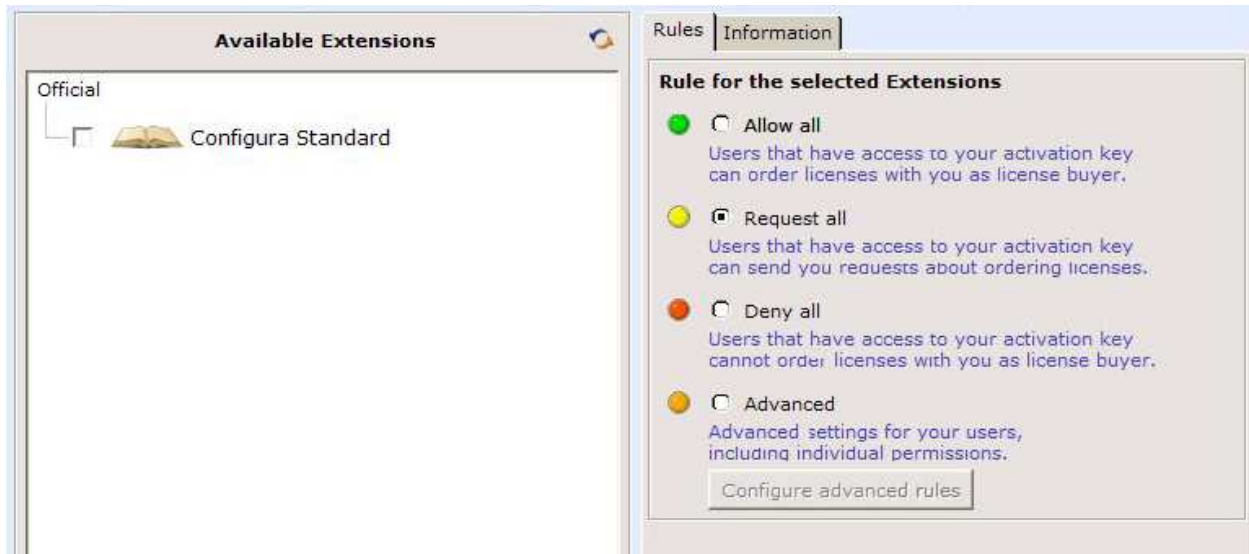 Available Extensions
Official
Configura Standard
Rules
Information
Rule for the selected Extensions
Allow all
Users that have access to your activation key
can order licenses with you as license buyer.
Request all
Users that have access to your activation key
can send you requests about ordering licenses.
Deny all
Users that have access to your activation key
cannot order licenses with you as license buyer.
Advanced
Advanced settings for your users,
including individual permissions.
Configure advanced rules